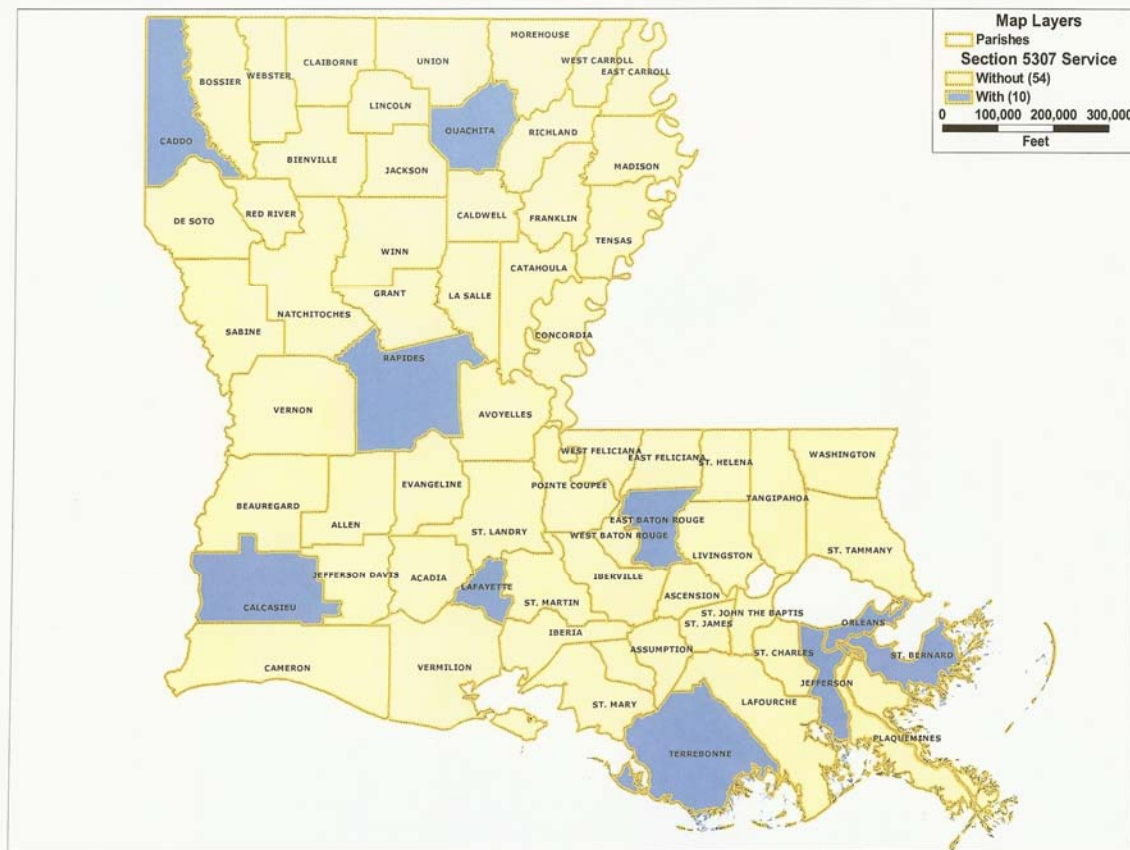 Map Layers
Parishes
Section 5307 Service
Without (54)
With (10)
0 100,000 200,000 300,000
Feet
MOREHOUSE
CLAIBORNE
UNION
WEST CARROLL
EAST CARROLL
BOSSIER
WEBSTER
LINCOLN
CADDO
OUACHITA
RICHLAND
BIENVILLE
JACKSON
MADISON
DE SOTO
RED RIVER
CALDWELL
FRANKLIN
TENSAS
WINN
CATAHOULA
GRANT
LA SALLE
NATCHITOCHES
SABINE
CONCORDIA
RAPIDES
VERNON
AVOYELLES
WEST FELICIANA
EAST FELICIANA
ST. HELENA
WASHINGTON
EVANGELINE
POINTE COUPEE
TANGIPAHOA
BEAUREGARD
ALLEN
ST. LANDRY
EAST BATON ROUGE
WEST BATON ROUGE
LIVINGSTON
ST. TAMMANY
JEFFERSON DAVIS
ACADIA
LAFAYETTE
IBERVILLE
CALCASIEU
ST. MARTIN
ASCENSION
ST. JOHN THE BAPTIS
ST. JAMES
ORLEANS
IBERIA
ASSUMPTION
ST. CHARLES
ST. BERNARD
CAMERON
VERMILION
JEFFERSON
ST. MARY
LAFOURCHE
PLAQUEMINES
TERREBONNE